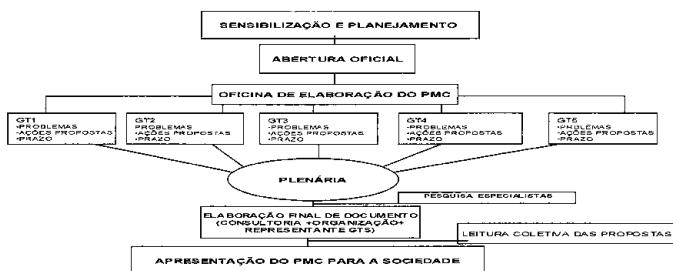 SENSIBILIZAÇÃO E PLANEJAMENTO
ABERTURA OFICIAL
OFICINA DE ELABORAÇÃO DO PMC
GT1
•PROBLEMAS
•AÇÕES PROPOSTAS
•PRAZO
GT2
PROBLEMAS
•AÇÕES PROPOSTAS
•PRAZO
GT3
•PROBLEMAS
•AÇÕES PROPOSTAS
•PRAZO
GT4
•PROBLEMAS
•AÇÕES PROPOSTAS
•PRAZO
GT5
•PROBLEMAS
AÇÕES PROPOSTAS
•PRAZO
PLENÁRIA
PESQUISA ESPECIALISTAS
ELABORAÇÃO FINAL DE DOCUMENTO
(CONSULTORIA +ORGANIZAÇÃO+
REPRESENTANTE GTS)
LEITURA COLETIVA DAS PROPOSTAS
APRESENTAÇÃO DO PMC PARA A SOCIEDADE